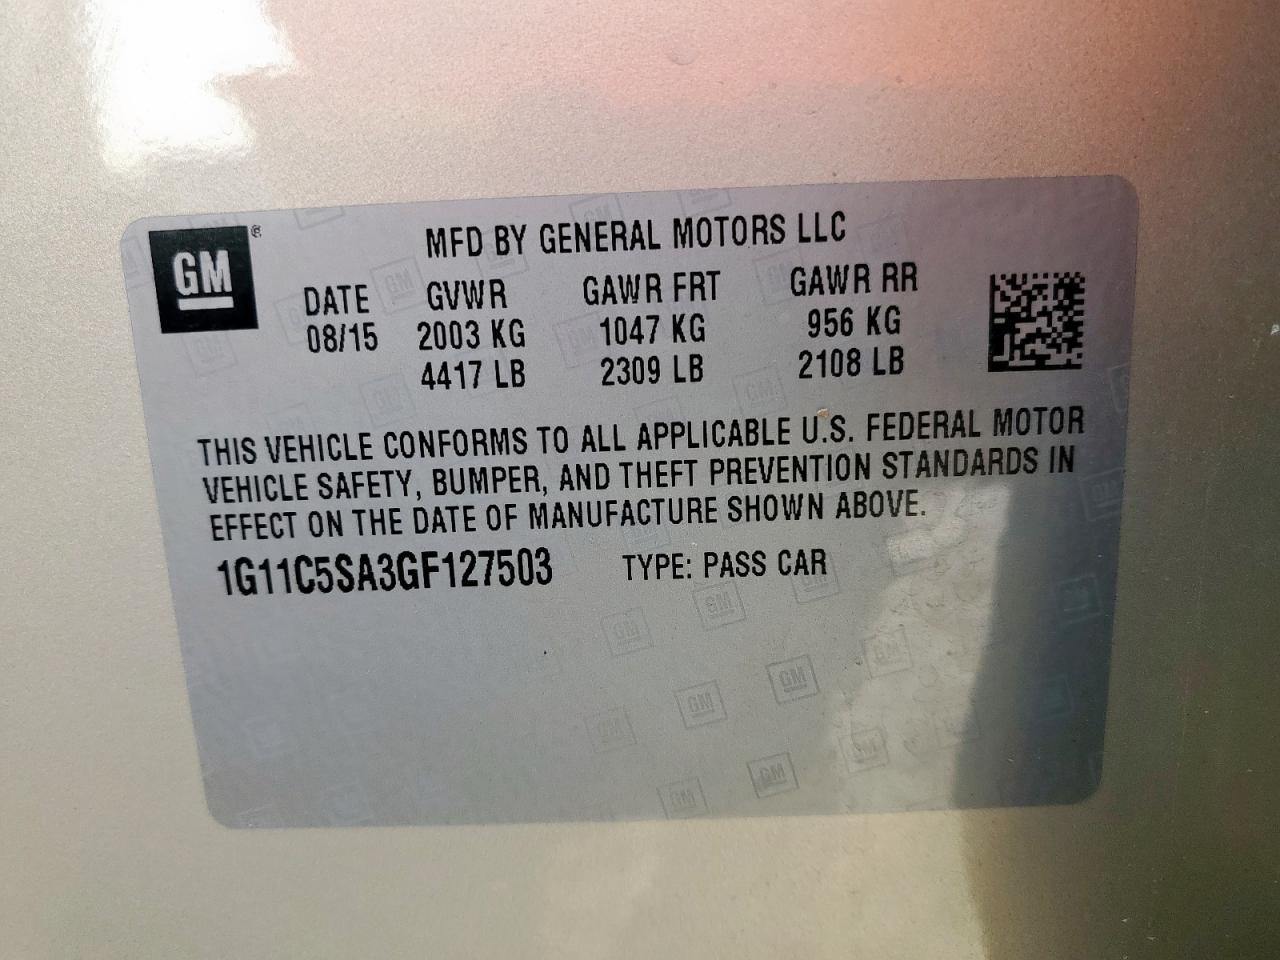 GM®
MFD BY GENERAL MOTORS LLC
DATE GVWR GAWR FRT GAWR RR
08/15 2003 KG 1047 KG 956 KG
4417 LB 2309 LB 2108 LB
THIS VEHICLE CONFORMS TO ALL APPLICABLE U.S. FEDERAL MOTOR
VEHICLE SAFETY, BUMPER, AND THEFT PREVENTION STANDARDS IN
EFFECT ON THE DATE OF MANUFACTURE SHOWN ABOVE.
1G11C5SA3GF127503 TYPE: PASS CAR